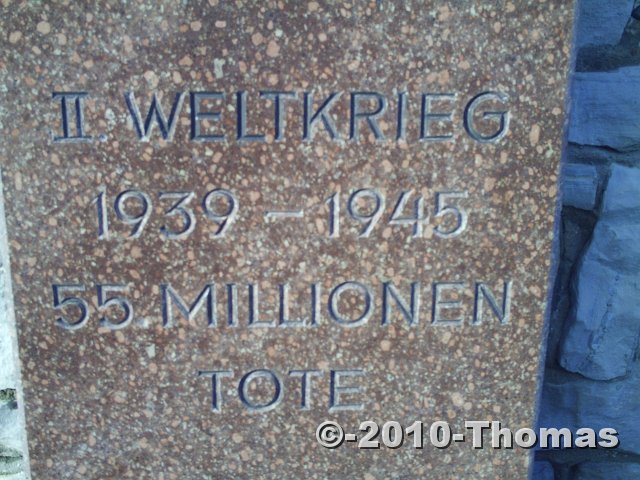 II. WELTKRIEG
1939 – 1945
55 MILLIONEN
TOTE
©-2010-Thomas